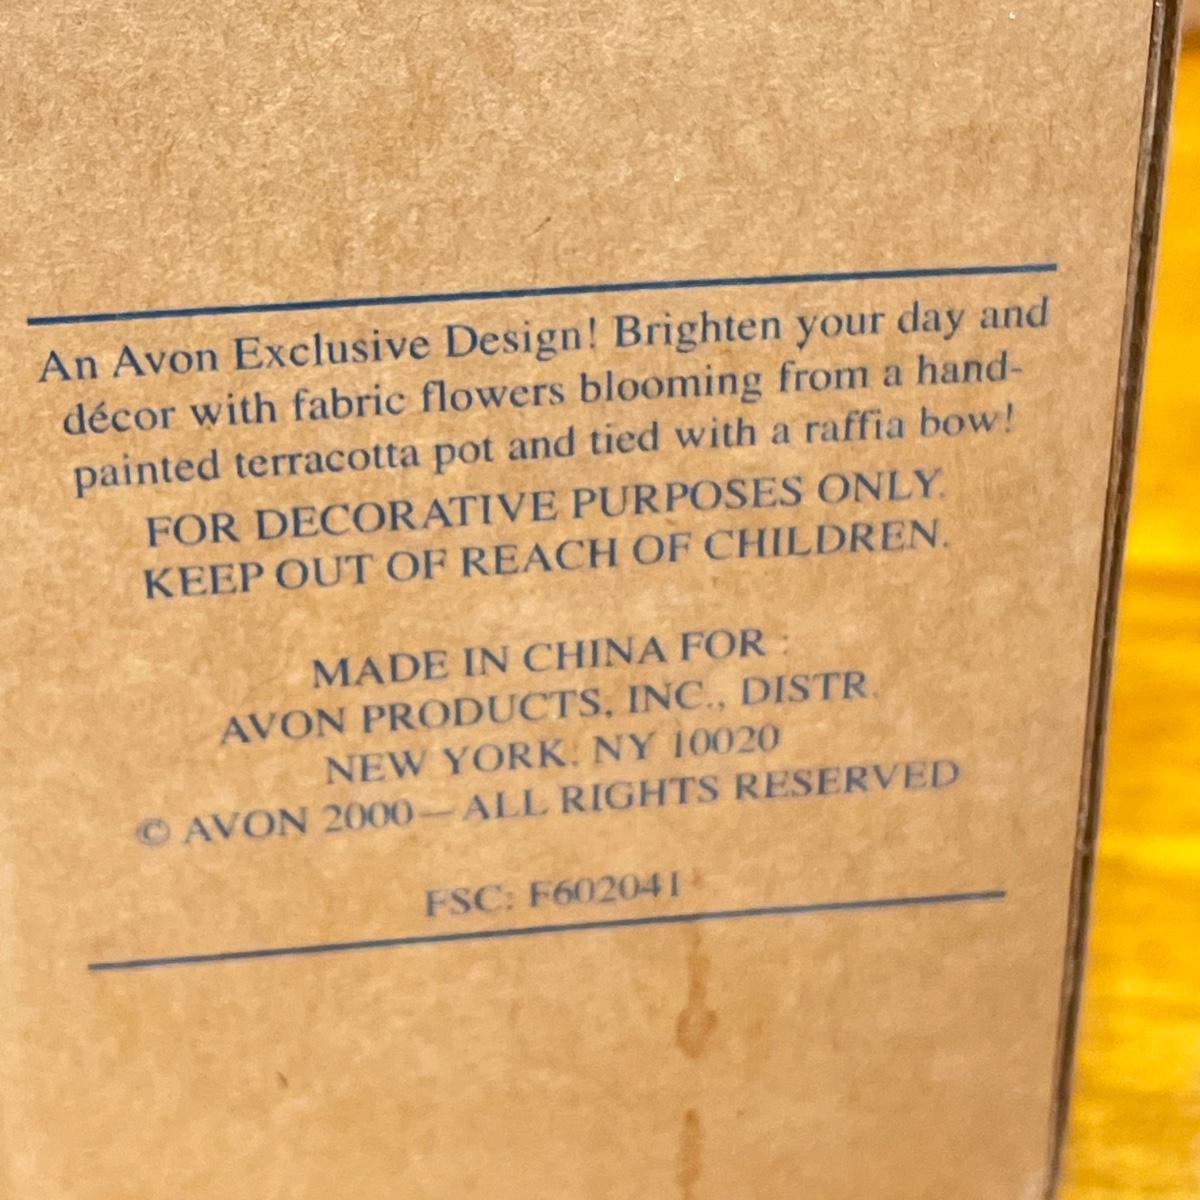 An Avon Exclusive Design! Brighten your day and
décor with fabric flowers blooming from a hand-
painted terracotta pot and tied with a raffia bow!
FOR DECORATIVE PURPOSES ONLY.
KEEP OUT OF REACH OF CHILDREN.
MADE IN CHINA FOR :
AVON PRODUCTS, INC., DISTR.
NEW YORK, NY 10020
© AVON 2000—ALL RIGHTS RESERVED
FSC: F602041